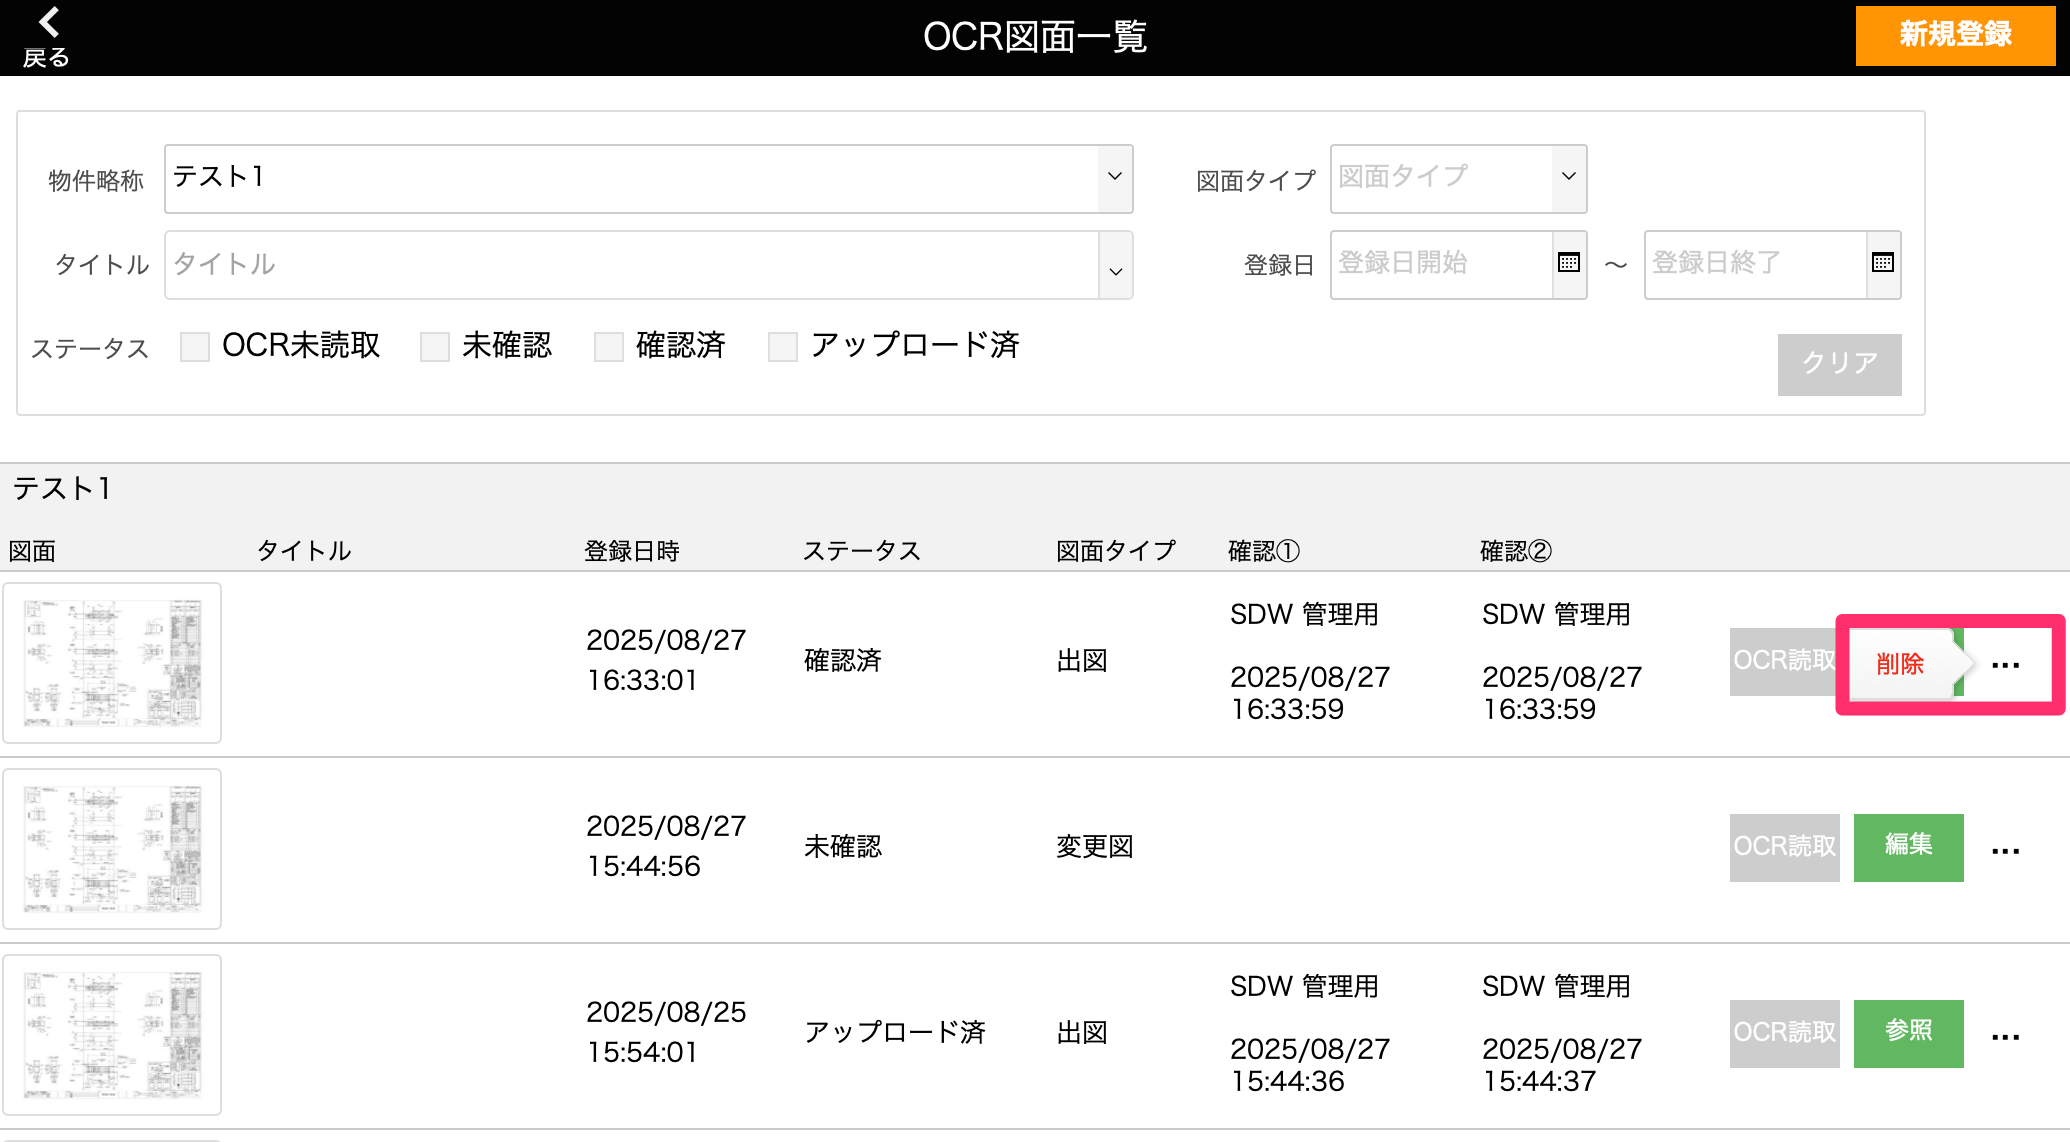 戻る
OCR図面一覧
新規登録
物件略称
テスト1
図面タイプ
図面タイプ
タイトル
タイトル
登録日
登録日開始
～
登録日終了
ステータス
OCR未読取
未確認
確認済
アップロード済
クリア
テスト1
図面
タイトル
登録日時
ステータス
図面タイプ
確認①
確認②
2025/08/27
16:33:01
確認済
出図
SDW 管理用
2025/08/27
16:33:59
SDW 管理用
2025/08/27
16:33:59
OCR読取
削除
...
2025/08/27
15:44:56
未確認
変更図
OCR読取
編集
...
2025/08/25
15:54:01
アップロード済
出図
SDW 管理用
2025/08/27
15:44:36
SDW 管理用
2025/08/27
15:44:37
OCR読取
参照
...